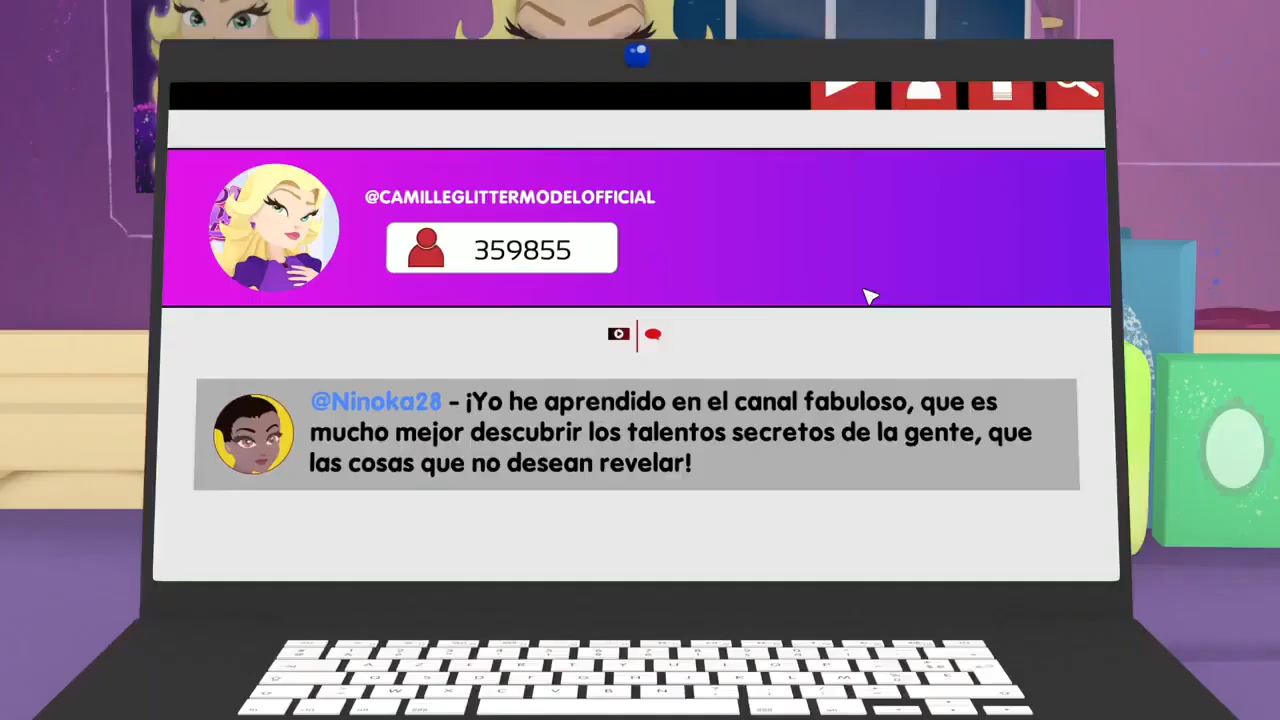 @CAMILLEGLITTERMODELOFFICIAL
359855
@Ninoka28 - ¡Yo he aprendido en el canal fabuloso, que es
mucho mejor descubrir los talentos secretos de la gente, que
las cosas que no desean revelar!